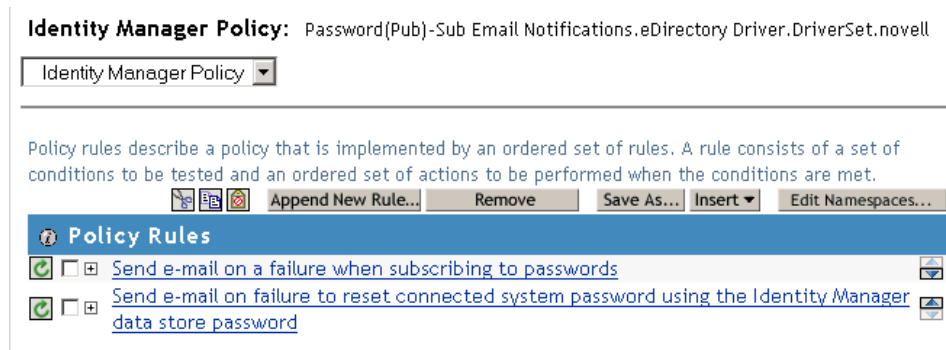 Identity Manager Policy: Password(Pub)-Sub Email Notifications.eDirectory Driver.DriverSet.novell
Identity Manager Policy
Policy rules describe a policy that is implemented by an ordered set of rules. A rule consists of a set of
conditions to be tested and an ordered set of actions to be performed when the conditions are met.
Append New Rule... Remove Save As... Insert Edit Namespaces...
Policy Rules
Send e-mail on a failure when subscribing to passwords
Send e-mail on failure to reset connected system password using the Identity Manager
data store password